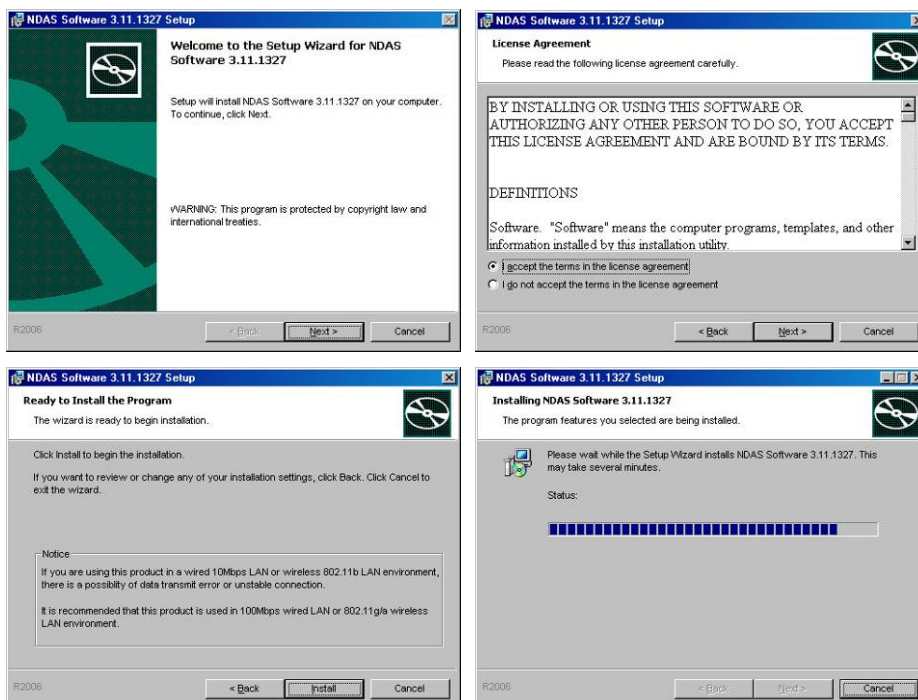 NDAS Software 3.11.1327 Setup
Welcome to the Setup Wizard for NDAS
Software 3.11.1327
Setup will install NDAS Software 3.11.1327 on your computer.
To continue, click Next.
WARNING: This program is protected by copyright law and
international treaties.
R2006
< Back
Next >
Cancel
NDAS Software 3.11.1327 Setup
License Agreement
Please read the following license agreement carefully.
BY INSTALLING OR USING THIS SOFTWARE OR
AUTHORIZING ANY OTHER PERSON TO DO SO, YOU ACCEPT
THIS LICENSE AGREEMENT AND ARE BOUND BY ITS TERMS.
DEFINITIONS
Software. "Software" means the computer programs, templates, and other
information installed by this installation utility.
I accept the terms in the license agreement
I do not accept the terms in the license agreement
R2006
< Back
Next >
Cancel
NDAS Software 3.11.1327 Setup
Ready to Install the Program
The wizard is ready to begin installation.
Click Install to begin the installation.
If you want to review or change any of your installation settings, click Back. Click Cancel to
exit the wizard.
Notice
If you are using this product in a wired 10Mbps LAN or wireless 802.11b LAN environment,
there is a possiblity of data transmit error or unstable connection.
It is recommended that this product is used in 100Mbps wired LAN or 802.11g/a wireless
LAN environment.
R2006
< Back
Install
Cancel
NDAS Software 3.11.1327 Setup
Installing NDAS Software 3.11.1327
The program features you selected are being installed.
Please wait while the Setup Wizard installs NDAS Software 3.11.1327. This
may take several minutes.
Status:
R2006
< Back
Next >
Cancel